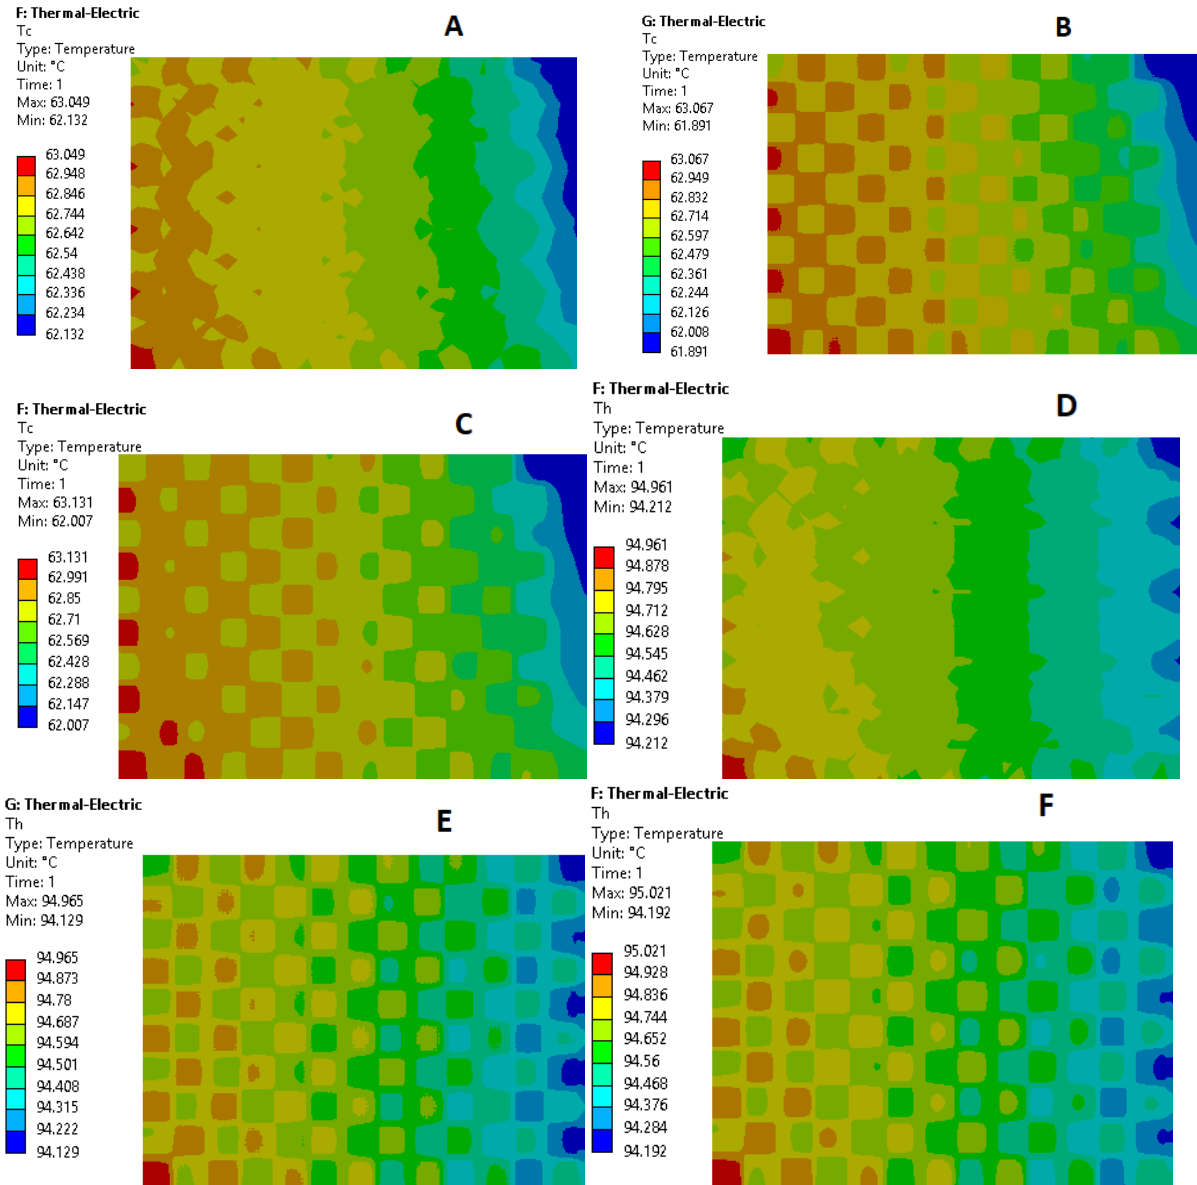 F: Thermal-Electric
A
Tc
Type: Temperature
Unit: °C
Time: 1
Max: 63.049
Min: 62.132
63.049
62.948
62.846
62.744
62.642
62.54
62.438
62.336
62.234
62.132
G: Thermal-Electric
B
Tc
Type: Temperature
Unit: °C
Time: 1
Max: 63.067
Min: 61.891
63.067
62.949
62.832
62.714
62.597
62.479
62.361
62.244
62.126
62.008
61.891
F: Thermal-Electric
C
Tc
Type: Temperature
Unit: °C
Time: 1
Max: 63.131
Min: 62.007
63.131
62.991
62.85
62.71
62.569
62.428
62.288
62.147
62.007
F: Thermal-Electric
D
Th
Type: Temperature
Unit: °C
Time: 1
Max: 94.961
Min: 94.212
94.961
94.878
94.795
94.712
94.628
94.545
94.462
94.379
94.296
94.212
G: Thermal-Electric
E
Th
Type: Temperature
Unit: °C
Time: 1
Max: 94.965
Min: 94.129
94.965
94.873
94.78
94.687
94.594
94.501
94.408
94.315
94.222
94.129
F: Thermal-Electric
F
Th
Type: Temperature
Unit: °C
Time: 1
Max: 95.021
Min: 94.192
95.021
94.928
94.836
94.744
94.652
94.56
94.468
94.376
94.284
94.192